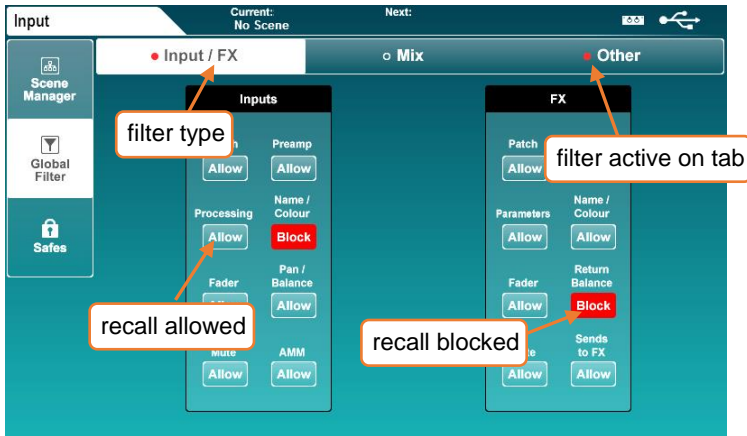 Input
Current:
No Scene
Next:
Input / FX
Mix
Other
Scene
Manager
Global
Filter
Safes
Inputs
Preamp
Allow
Allow
Processing
Name /
Colour
Allow
Block
Fader
Pan /
Balance
Allow
Mute
AMM
Allow
Allow
FX
Patch
Allow
Parameters
Name /
Colour
Allow
Allow
Fader
Return
Balance
Allow
Block
Sends
to FX
Allow
Allow
filter type
filter active on tab
recall allowed
recall blocked